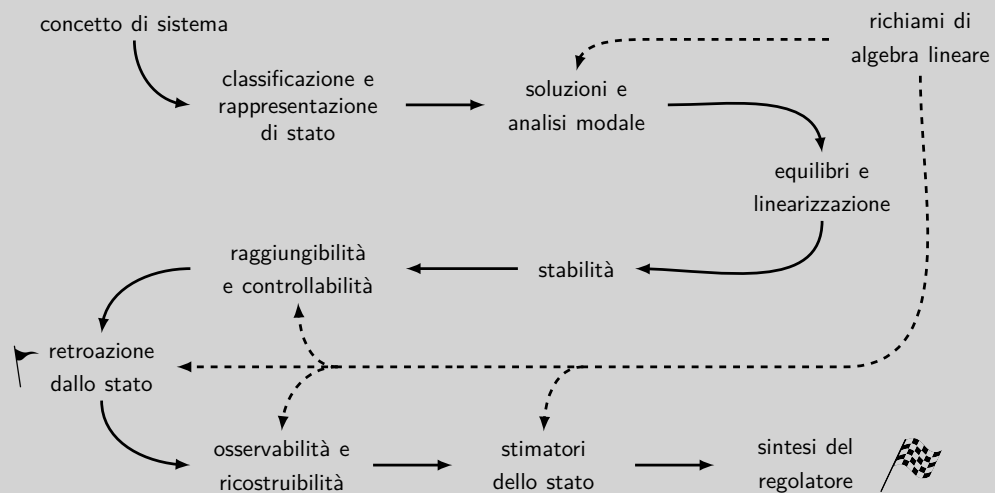 concetto di sistema
richiami di
algebra lineare
classificazione e
rappresentazione
di stato
soluzioni e
analisi modale
equilibri e
linearizzazione
stabilità
raggiungibilità
e controllabilità
retroazione
dallo stato
osservabilità e
ricostruibilità
stimatori
dello stato
sintesi del
regolatore